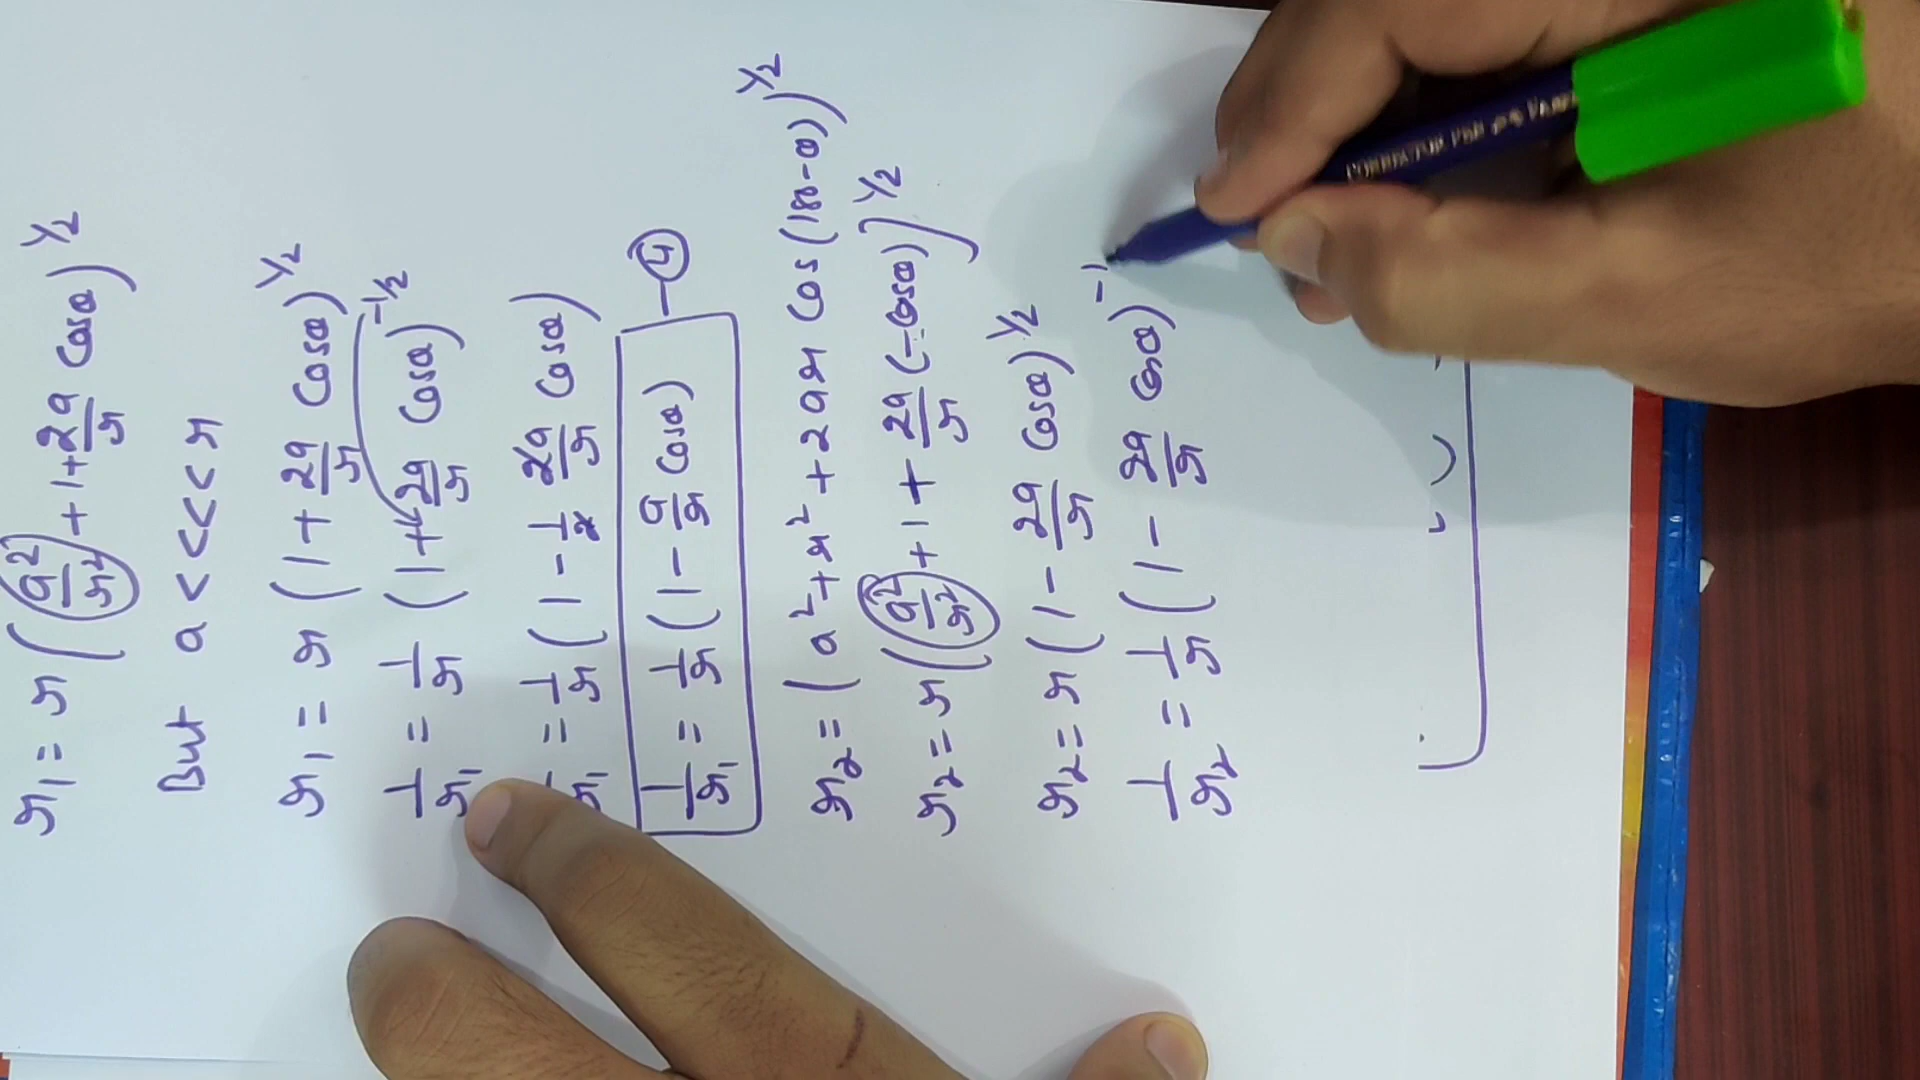 r₁ = r (a²/r² + 1 + 2a/r cosθ)^1/2
But a <<< r
r₁ = r (1 + 2a/r cosθ)^1/2
1/r₁ = 1/r (1 + 2a/r cosθ)^-1/2
1/r₁ = 1/r (1 - 1/2 2a/r cosθ)
1/r₁ = 1/r (1 - a/r cosθ) -④
r₂ = (a² + r² + 2ar cos(180-θ))^1/2
r₂ = r (a²/r² + 1 + 2a/r (-cosθ))^1/2
r₂ = r (1 - 2a/r cosθ)^1/2
1/r₂ = 1/r (1 - 2a/r cosθ)^-1